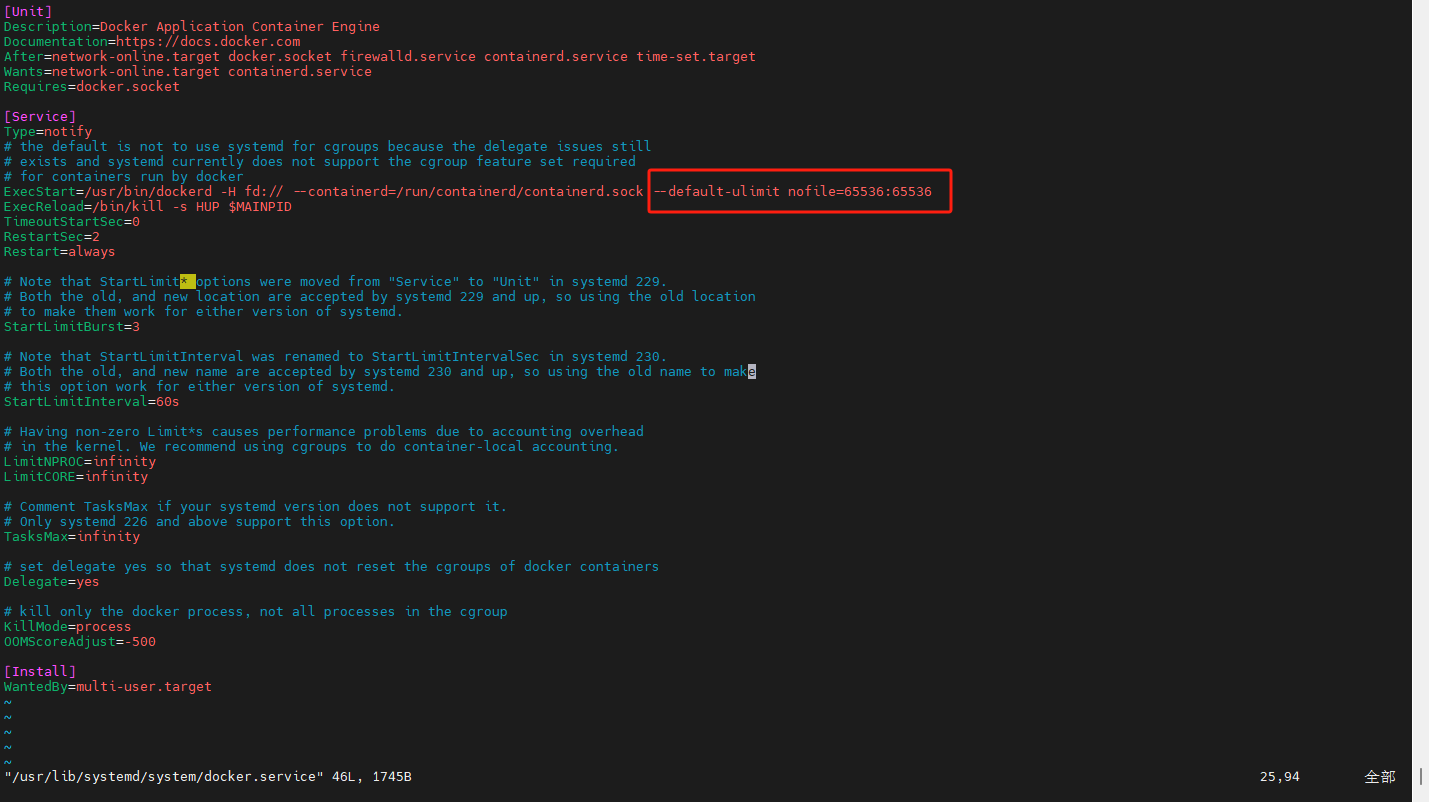 [Unit]
Description=Docker Application Container Engine
Documentation=https://docs.docker.com
After=network-online.target docker.socket firewalld.service containerd.service time-set.target
Wants=network-online.target containerd.service
Requires=docker.socket
[Service]
Type=notify
# the default is not to use systemd for cgroups because the delegate issues still
# exists and systemd currently does not support the cgroup feature set required
# for containers run by docker
ExecStart=/usr/bin/dockerd -H fd:// --containerd=/run/containerd/containerd.sock --default-ulimit nofile=65536:65536
ExecReload=/bin/kill -s HUP $MAINPID
TimeoutStartSec=0
RestartSec=2
Restart=always
# Note that StartLimit* options were moved from "Service" to "Unit" in systemd 229.
# Both the old, and new location are accepted by systemd 229 and up, so using the old location
# to make them work for either version of systemd.
StartLimitBurst=3
# Note that StartLimitInterval was renamed to StartLimitIntervalSec in systemd 230.
# Both the old, and new name are accepted by systemd 230 and up, so using the old name to make
# this option work for either version of systemd.
StartLimitInterval=60s
# Having non-zero Limit*s causes performance problems due to accounting overhead
# in the kernel. We recommend using cgroups to do container-local accounting.
LimitNPROC=infinity
LimitCORE=infinity
# Comment TasksMax if your systemd version does not support it.
# Only systemd 226 and above support this option.
TasksMax=infinity
# set delegate yes so that systemd does not reset the cgroups of docker containers
Delegate=yes
# kill only the docker process, not all processes in the cgroup
KillMode=process
OOMScoreAdjust=-500
[Install]
WantedBy=multi-user.target
~
~
~
~
~
"/usr/lib/systemd/system/docker.service" 46L, 1745B 25,94 全部